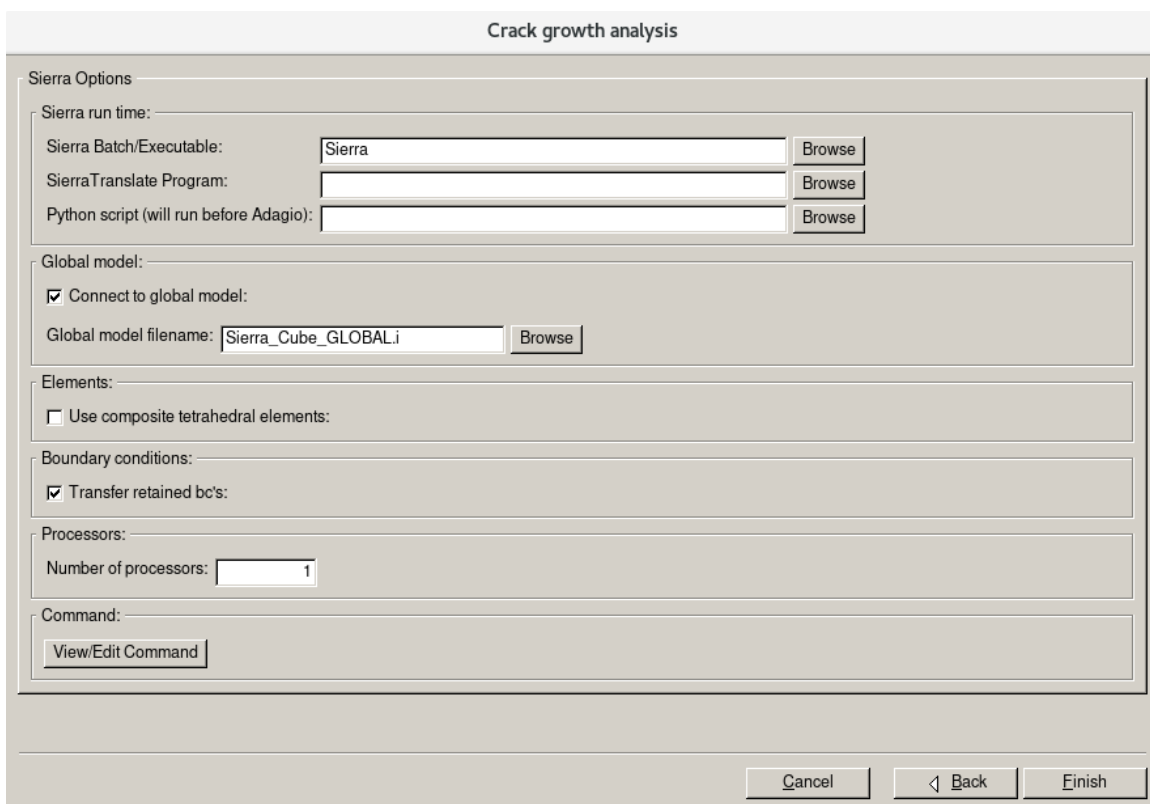 Crack growth analysis
Sierra Options
Sierra run time:
Sierra Batch/Executable: Sierra Browse
SierraTranslate Program: Browse
Python script (will run before Adagio): Browse
Global model:
Connect to global model:
Global model filename: Sierra_Cube_GLOBAL.i Browse
Elements:
Use composite tetrahedral elements:
Boundary conditions:
Transfer retained bc's:
Processors:
Number of processors: 1
Command:
View/Edit Command
Cancel Back Finish